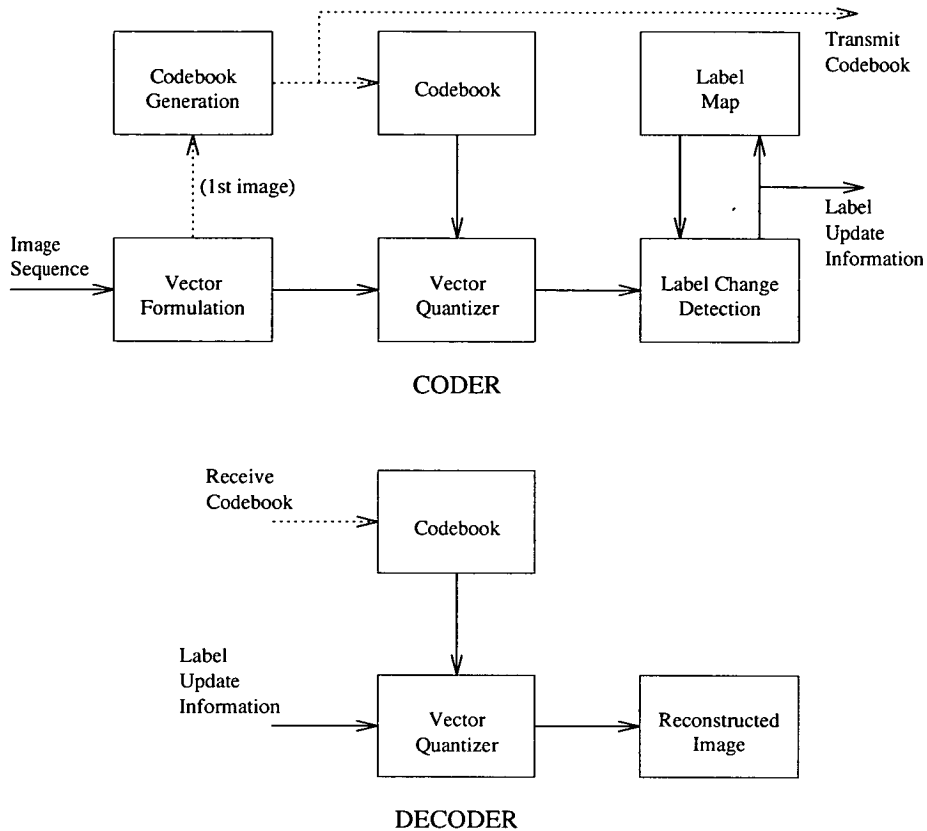 Transmit
Codebook
Codebook
Generation
Codebook
Label
Map
(1st image)
Label
Update
Information
Image
Sequence
Vector
Formulation
Vector
Quantizer
Label Change
Detection
CODER
Receive
Codebook
Codebook
Label
Update
Information
Vector
Quantizer
Reconstructed
Image
DECODER